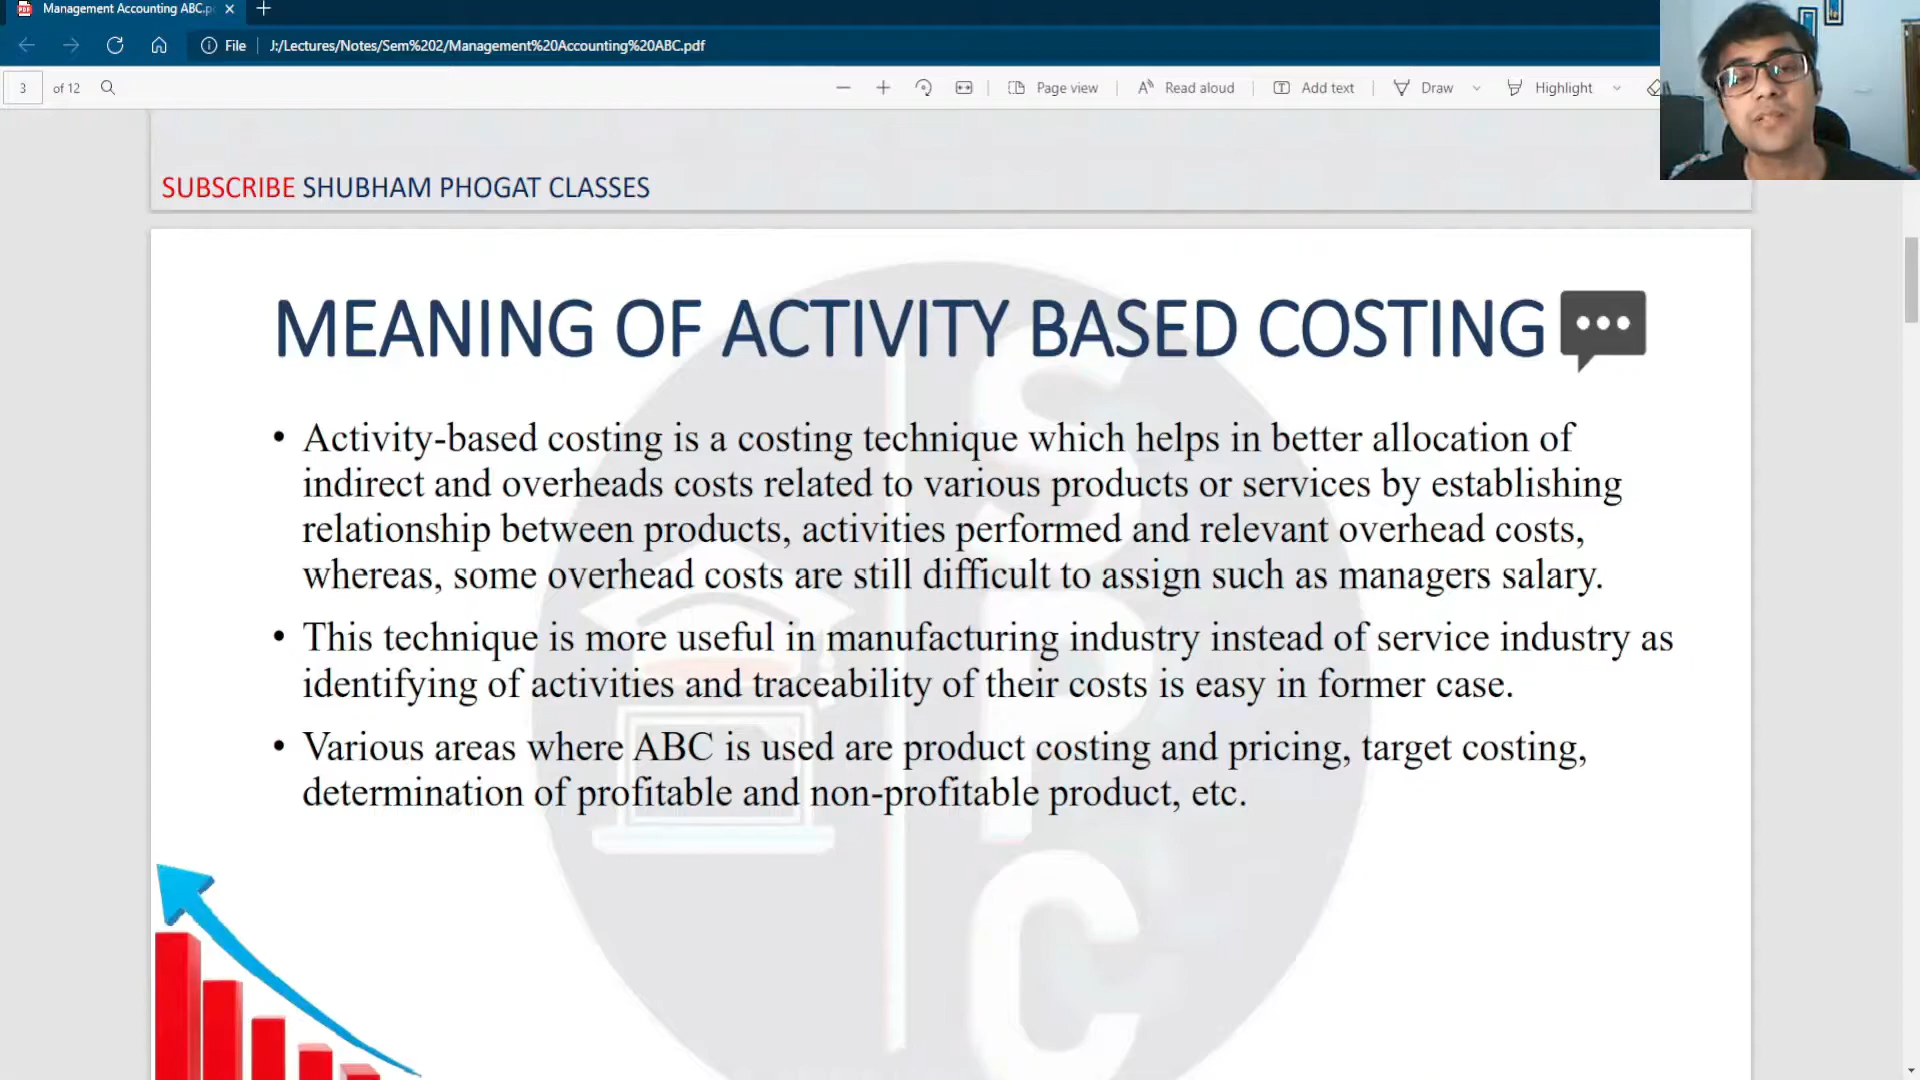 Management Accounting ABC.p
File
J:/Lectures/Notes/Sem%202/Management%20Accounting%20ABC.pdf
3 of 12
Page view
Read aloud
Add text
Draw
Highlight
SUBSCRIBE SHUBHAM PHOGAT CLASSES
MEANING OF ACTIVITY BASED COSTING
• Activity-based costing is a costing technique which helps in better allocation of
indirect and overheads costs related to various products or services by establishing
relationship between products, activities performed and relevant overhead costs,
whereas, some overhead costs are still difficult to assign such as managers salary.
• This technique is more useful in manufacturing industry instead of service industry as
identifying of activities and traceability of their costs is easy in former case.
• Various areas where ABC is used are product costing and pricing, target costing,
determination of profitable and non-profitable product, etc.
S
P
C